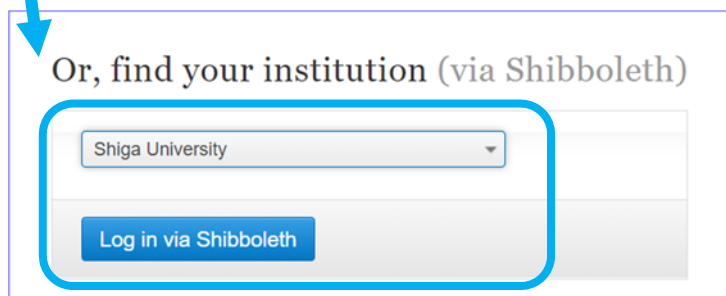 Or, find your institution (via Shibboleth)
Shiga University
Log in via Shibboleth